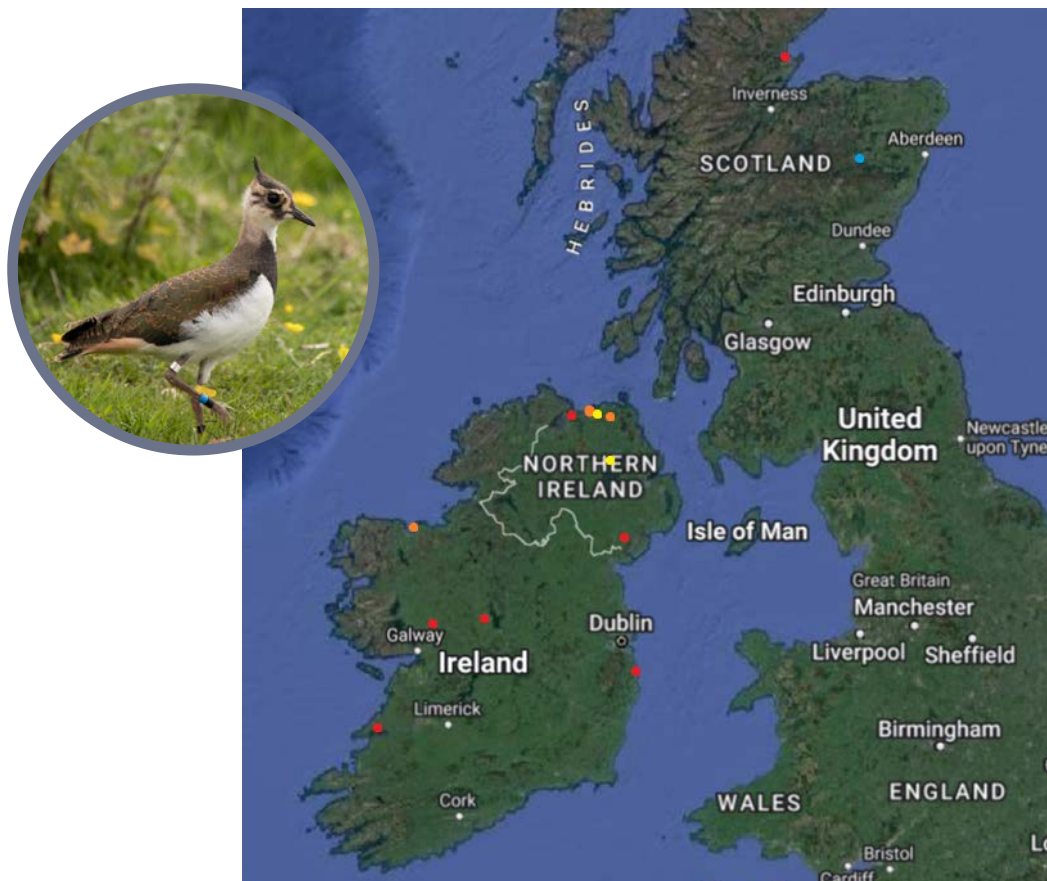 Inverness
HEBRIDES
SCOTLAND
Aberdeen
Dundee
Edinburgh
Glasgow
United
Kingdom
Newcastle
upon Tyne
NORTHERN
IRELAND
Isle of Man
Great Britain
Manchester
Galway
Dublin
Liverpool
Sheffield
Ireland
Limerick
Birmingham
Cork
WALES
ENGLAND
Bristol
Cardiff